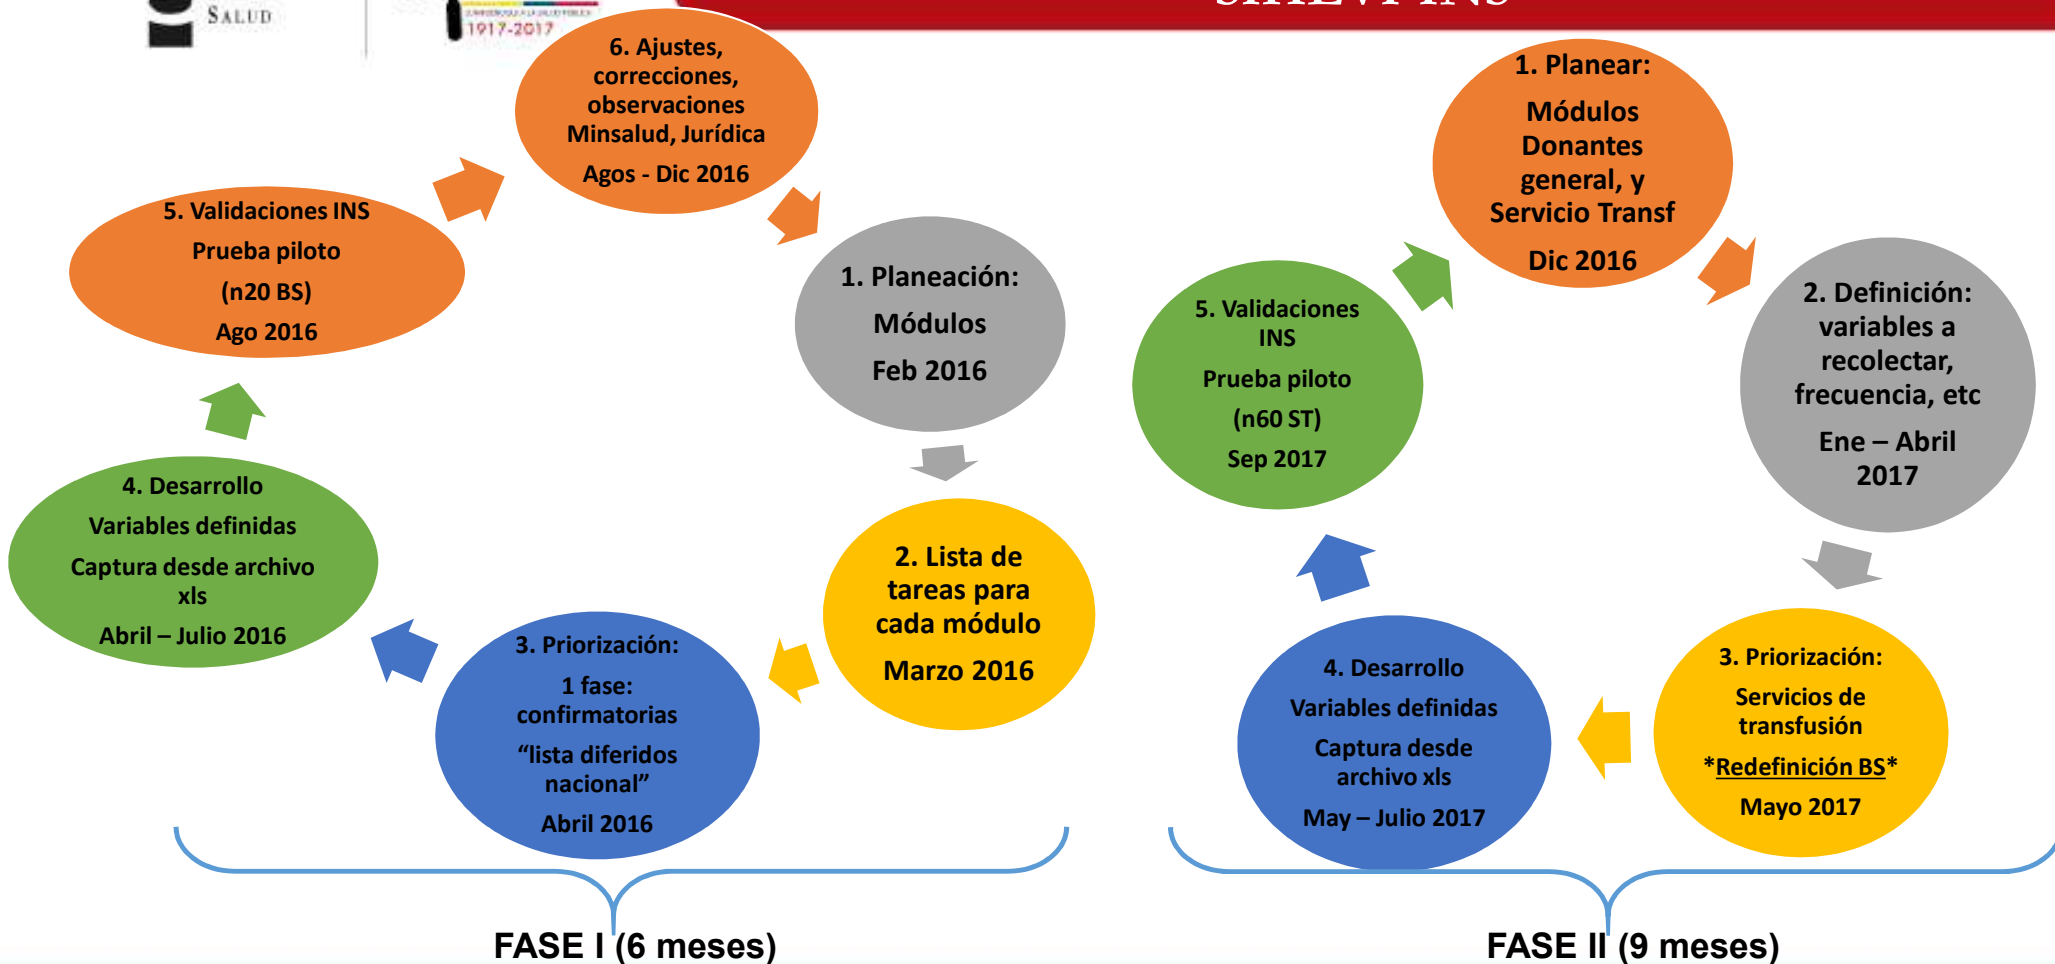 SALUD
1917-2017
6. Ajustes,
correcciones,
observaciones
Minsalud, Jurídica
Agos - Dic 2016
5. Validaciones INS
Prueba piloto
(n20 BS)
Ago 2016
1. Planeación:
Módulos
Feb 2016
4. Desarrollo
Variables definidas
Captura desde archivo
xls
Abril – Julio 2016
3. Priorización:
1 fase:
confirmatorias
“lista diferidos
nacional”
Abril 2016
2. Lista de
tareas para
cada módulo
Marzo 2016
FASE I (6 meses)
1. Planear:
Módulos
Donantes
general, y
Servicio Transf
Dic 2016
2. Definición:
variables a
recolectar,
frecuencia, etc
Ene – Abril
2017
5. Validaciones
INS
Prueba piloto
(n60 ST)
Sep 2017
4. Desarrollo
Variables definidas
Captura desde
archivo xls
May – Julio 2017
3. Priorización:
Servicios de
transfusión
*Redefinición BS*
Mayo 2017
FASE II (9 meses)